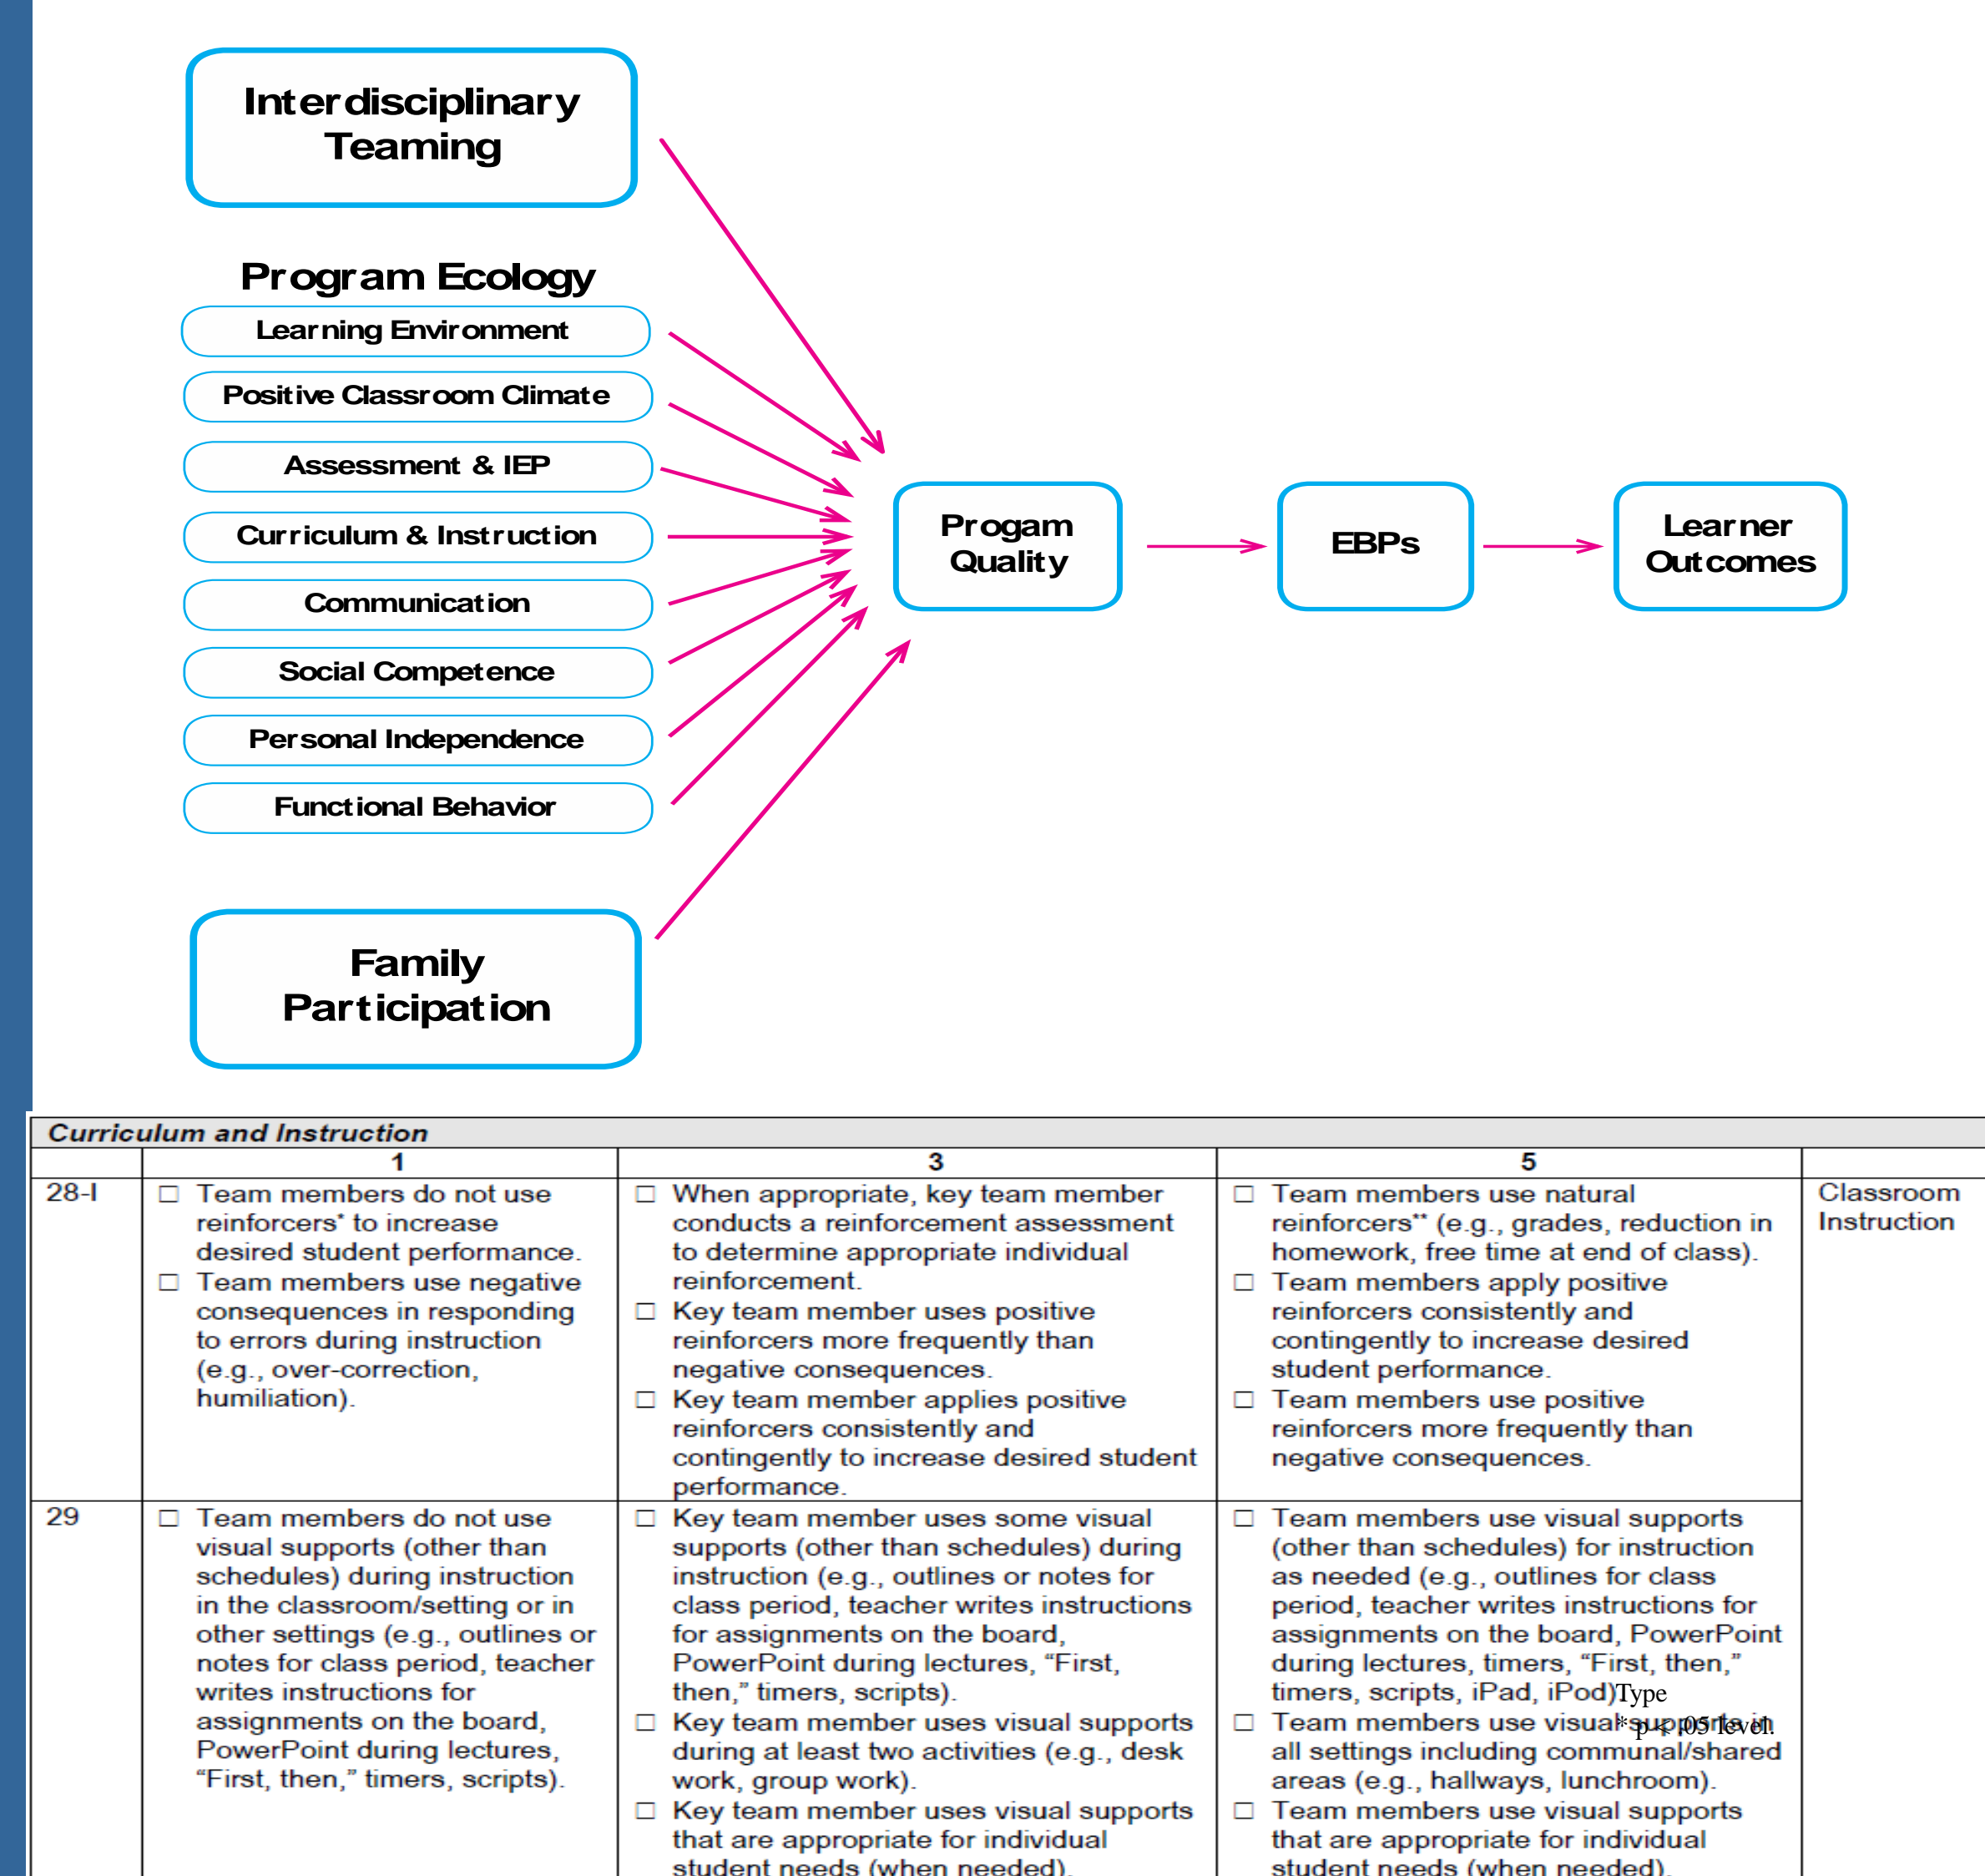 Interdisciplinary
Teaming
Program Ecology
Learning Environment
Positive Classroom Climate
Assessment & IEP
Curriculum & Instruction
Communication
Social Competence
Personal Independence
Functional Behavior
Family
Participation
Progam
Quality
EBPs
Learner
Outcomes
Curriculum and Instruction
1
3
5
28-I
□ Team members do not use
reinforcers* to increase
desired student performance.
□ Team members use negative
consequences in responding
to errors during instruction
(e.g., over-correction,
humiliation).
□ When appropriate, key team member
conducts a reinforcement assessment
to determine appropriate individual
reinforcement.
□ Key team member uses positive
reinforcers more frequently than
negative consequences.
□ Key team member applies positive
reinforcers consistently and
contingently to increase desired student
performance.
□ Team members use natural
reinforcers** (e.g., grades, reduction in
homework, free time at end of class).
□ Team members apply positive
reinforcers consistently and
contingently to increase desired
student performance.
□ Team members use positive
reinforcers more frequently than
negative consequences.
Classroom
Instruction
29
□ Team members do not use
visual supports (other than
schedules) during instruction
in the classroom/setting or in
other settings (e.g., outlines or
notes for class period, teacher
writes instructions for
assignments on the board,
PowerPoint during lectures,
“First, then,” timers, scripts).
□ Key team member uses some visual
supports (other than schedules) during
instruction (e.g., outlines or notes for
class period, teacher writes instructions
for assignments on the board,
PowerPoint during lectures, “First,
then,” timers, scripts).
□ Key team member uses visual supports
during at least two activities (e.g., desk
work, group work).
□ Key team member uses visual supports
that are appropriate for individual
student needs (when needed).
□ Team members use visual supports
(other than schedules) for instruction
as needed (e.g., outlines for class
period, teacher writes instructions for
assignments on the board, PowerPoint
during lectures, timers, “First, then,”
timers, scripts, iPad, iPod)
□ Team members use visual supports in
all settings including communal/shared
areas (e.g., hallways, lunchroom).
□ Team members use visual supports
that are appropriate for individual
student needs (when needed).
Type
* p < .05 level.